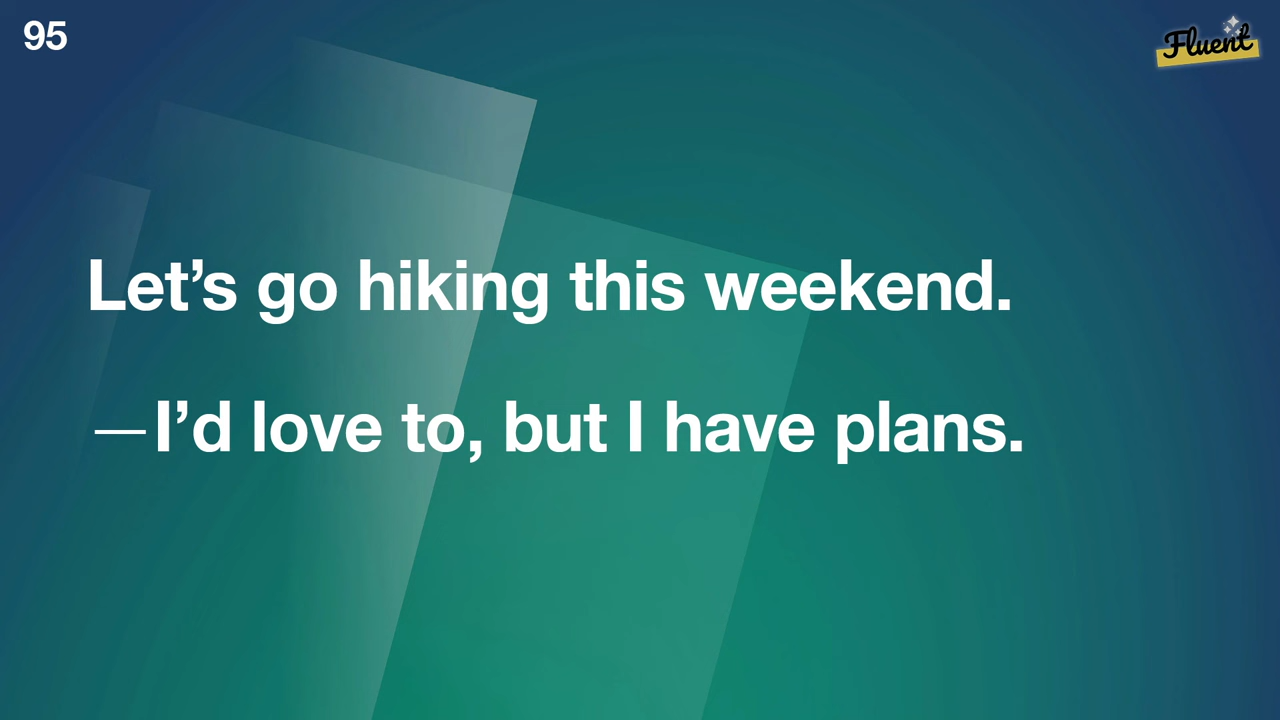 95
Fluent
Let’s go hiking this weekend.
—I’d love to, but I have plans.